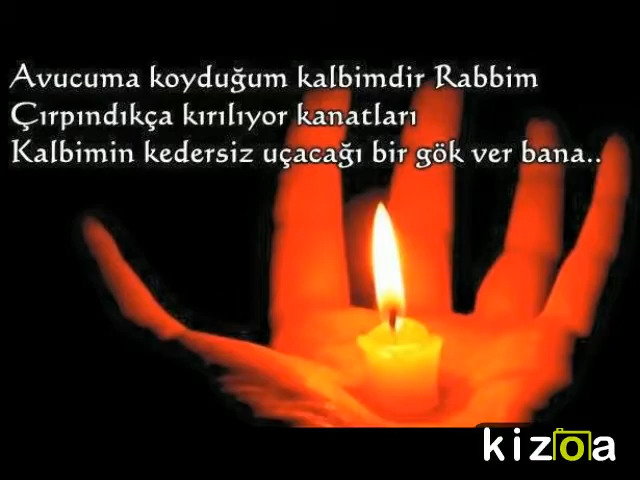 Avucuma koyduğum kalbimdir Rabbim
Çırpındıkça kırılıyor kanatları
Kalbimin kedersiz uçacağı bir gök ver bana..
kizoa